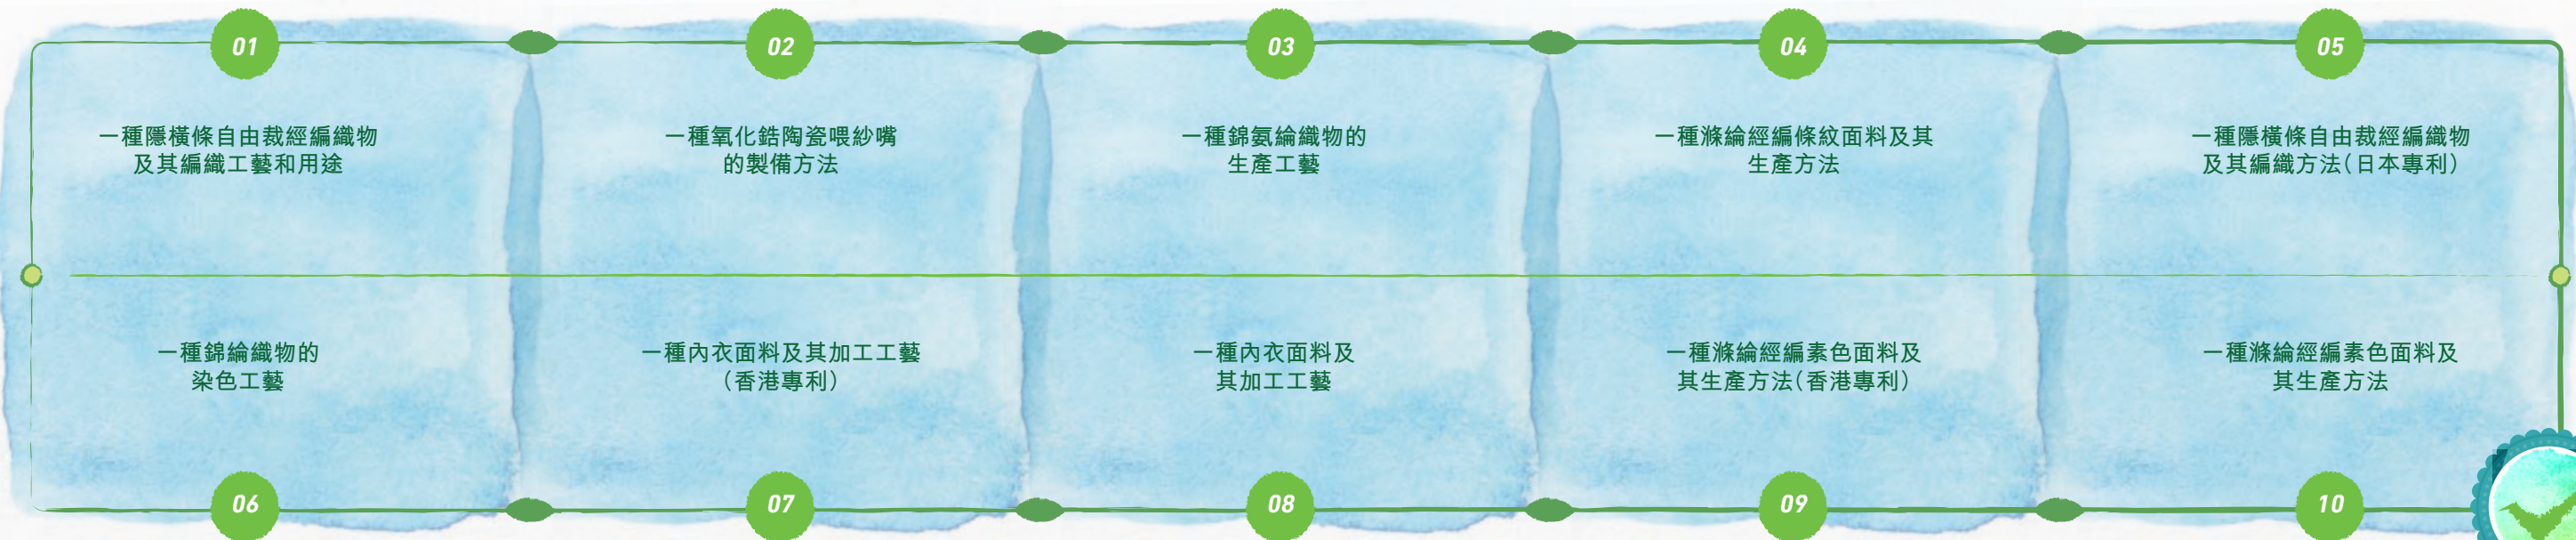 01
一種隱橫條自由裁經編織物
及其編織工藝和用途
02
一種氧化鋯陶瓷喂紗嘴
的製備方法
03
一種錦氨綸織物的
生產工藝
04
一種滌綸經編條紋面料及其
生產方法
05
一種隱橫條自由裁經編織物
及其編織方法(日本專利)
一種錦綸織物的
染色工藝
06
一種內衣面料及其加工工藝
(香港專利)
07
一種內衣面料及
其加工工藝
08
一種滌綸經編素色面料及
其生產方法(香港專利)
09
一種滌綸經編素色面料及
其生產方法
10